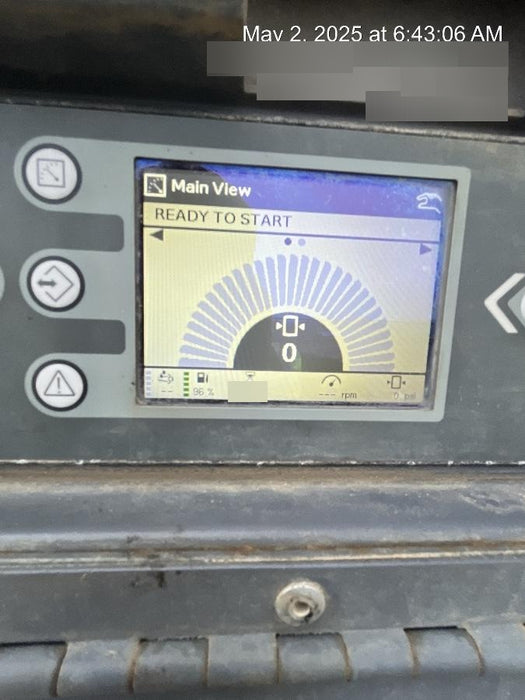 May 2, 2025 at 6:43:06 AM
Main View
READY TO START
0
-- 96 % --- rpm 0 psi